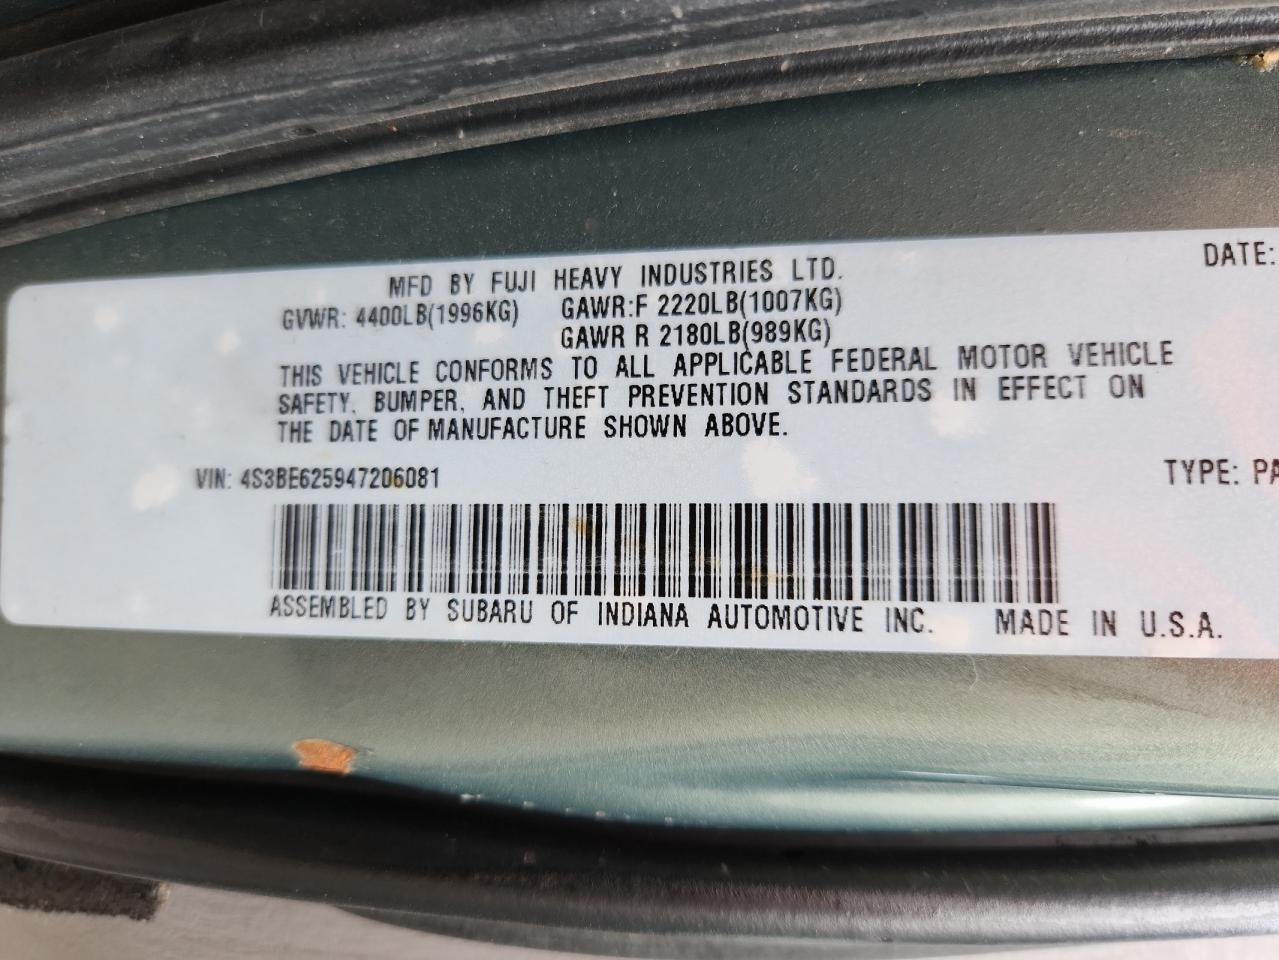 DATE:
MFD BY FUJI HEAVY INDUSTRIES LTD.
GVWR: 4400LB(1996KG) GAWR:F 2220LB(1007KG)
GAWR R 2180LB(989KG)
THIS VEHICLE CONFORMS TO ALL APPLICABLE FEDERAL MOTOR VEHICLE
SAFETY, BUMPER, AND THEFT PREVENTION STANDARDS IN EFFECT ON
THE DATE OF MANUFACTURE SHOWN ABOVE.
VIN: 4S3BE625947206081 TYPE: PA
ASSEMBLED BY SUBARU OF INDIANA AUTOMOTIVE INC. MADE IN U.S.A.